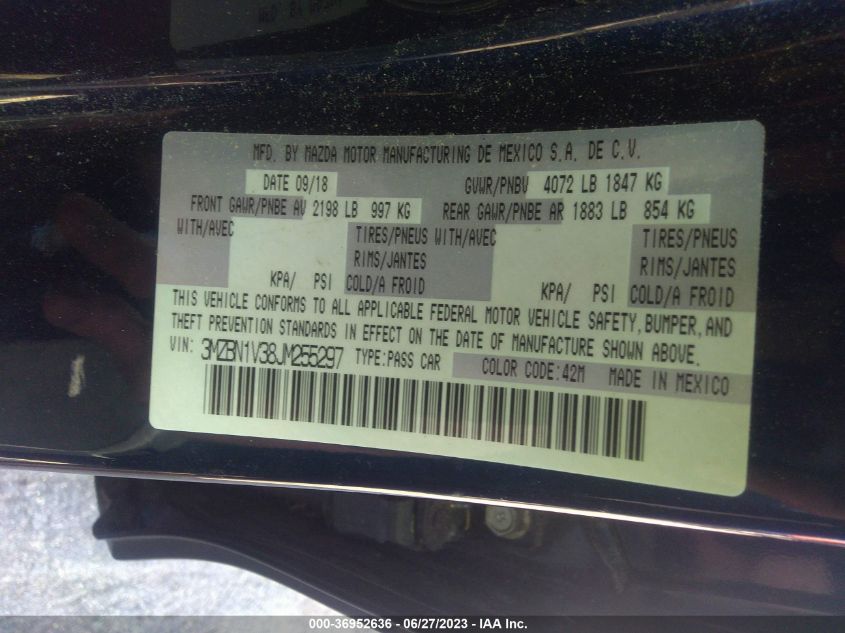 MFD. BY MAZDA MOTOR MANUFACTURING DE MEXICO S.A. DE C.V.
DATE 09/18 GVWR/PNBV 4072 LB 1847 KG
FRONT GAWR/PNBE AV 2198 LB 997 KG REAR GAWR/PNBE AR 1883 LB 854 KG
WITH/AVEC TIRES/PNEUS WITH/AVEC TIRES/PNEUS
RIMS/JANTES RIMS/JANTES
KPA/ PSI COLD/A FROID KPA/ PSI COLD/A FROID
THIS VEHICLE CONFORMS TO ALL APPLICABLE FEDERAL MOTOR VEHICLE SAFETY, BUMPER, AND
THEFT PREVENTION STANDARDS IN EFFECT ON THE DATE OF MANUFACTURE SHOWN ABOVE.
VIN: 3MZBN1V38JM255297 TYPE:PASS CAR COLOR CODE:42M MADE IN MEXICO
000-36952636 - 06/27/2023 - IAA Inc.